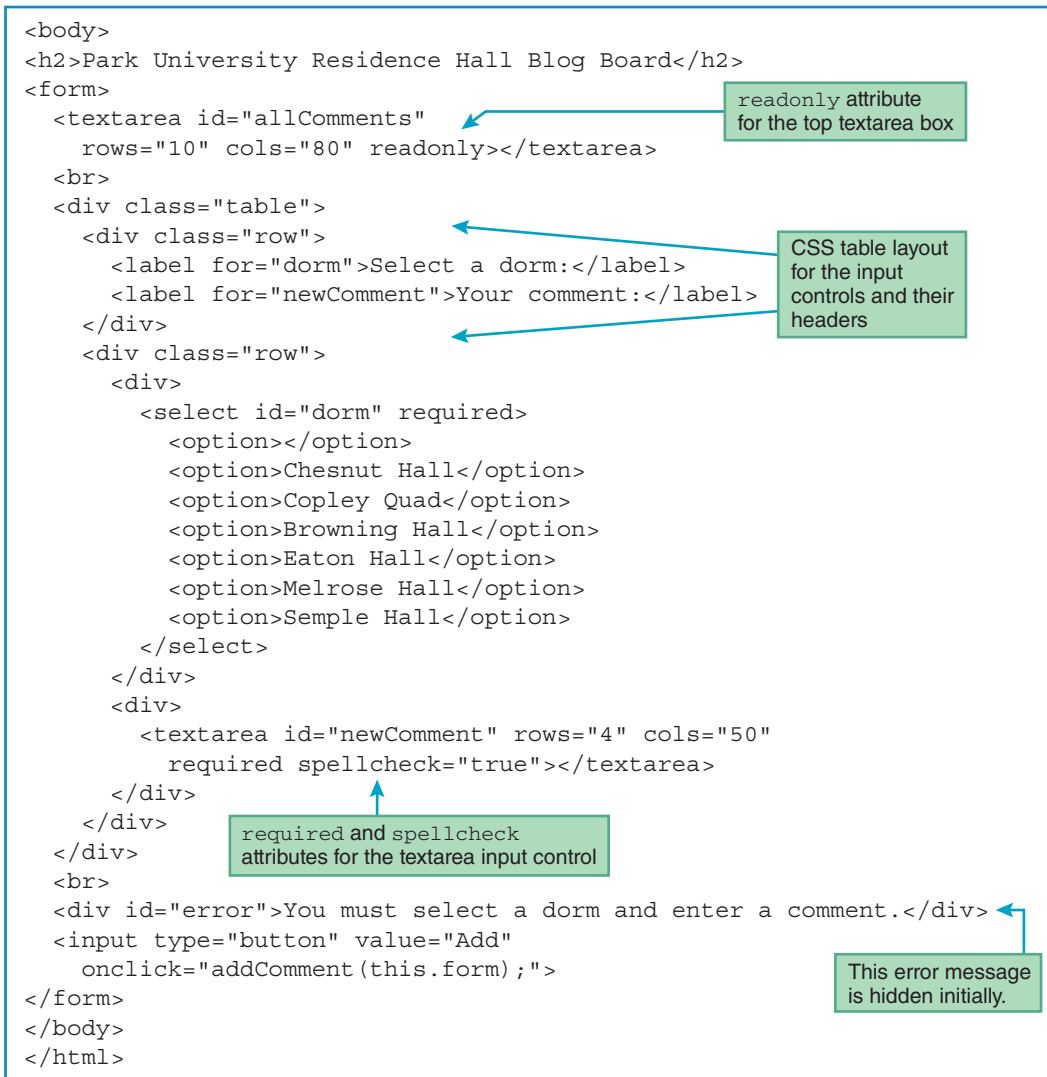 <body>
<h2>Park University Residence Hall Blog Board</h2>
<form>
  <textarea id="allComments"
    rows="10" cols="80" readonly></textarea>
readonly attribute
for the top textarea box
  <br>
  <div class="table">
    <div class="row">
      <label for="dorm">Select a dorm:</label>
      <label for="newComment">Your comment:</label>
    </div>
CSS table layout
for the input
controls and their
headers
    <div class="row">
      <div>
        <select id="dorm" required>
          <option></option>
          <option>Chesnut Hall</option>
          <option>Copley Quad</option>
          <option>Browning Hall</option>
          <option>Eaton Hall</option>
          <option>Melrose Hall</option>
          <option>Semple Hall</option>
        </select>
      </div>
      <div>
        <textarea id="newComment" rows="4" cols="50"
          required spellcheck="true"></textarea>
      </div>
    </div>
required and spellcheck
attributes for the textarea input control
  </div>
  <br>
  <div id="error">You must select a dorm and enter a comment.</div>
  <input type="button" value="Add"
    onclick="addComment(this.form);">
This error message
is hidden initially.
</form>
</body>
</html>